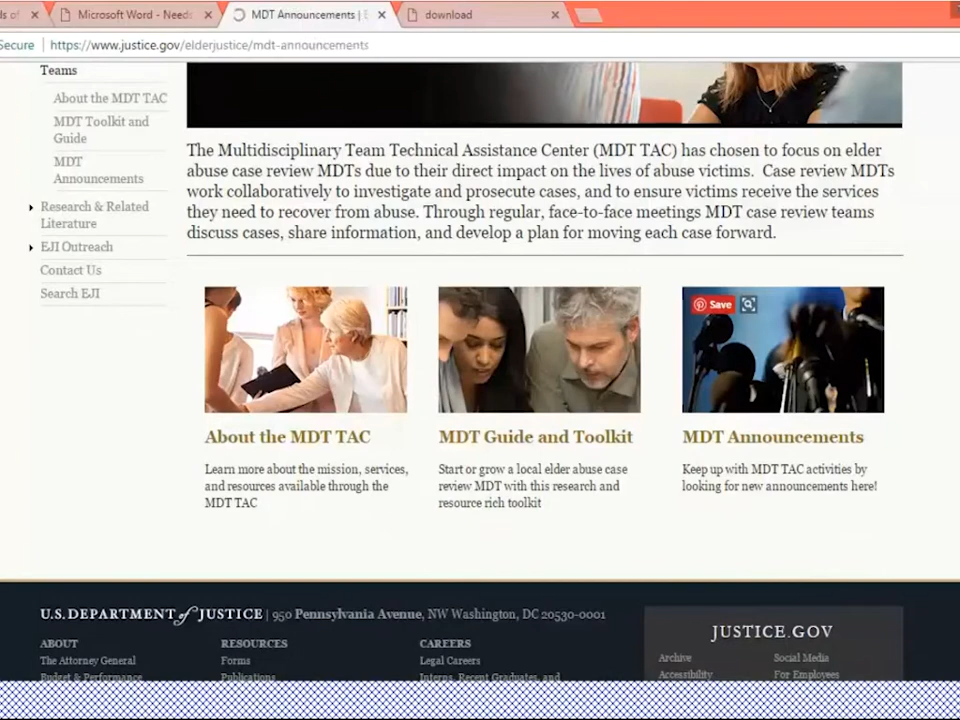 ls of
Microsoft Word - Needs
MDT Announcements | E
download
Secure | https://www.justice.gov/elderjustice/mdt-announcements
Teams
About the MDT TAC
MDT Toolkit and
Guide
MDT
Announcements
Research & Related
Literature
EJI Outreach
Contact Us
Search EJI
The Multidisciplinary Team Technical Assistance Center (MDT TAC) has chosen to focus on elder
abuse case review MDTs due to their direct impact on the lives of abuse victims. Case review MDTs
work collaboratively to investigate and prosecute cases, and to ensure victims receive the services
they need to recover from abuse. Through regular, face-to-face meetings MDT case review teams
discuss cases, share information, and develop a plan for moving each case forward.
Save
About the MDT TAC
Learn more about the mission, services,
and resources available through the
MDT TAC
MDT Guide and Toolkit
Start or grow a local elder abuse case
review MDT with this research and
resource rich toolkit
MDT Announcements
Keep up with MDT TAC activities by
looking for new announcements here!
U.S. DEPARTMENT of JUSTICE | 950 Pennsylvania Avenue, NW Washington, DC 20530-0001
ABOUT
The Attorney General
Budget & Performance
RESOURCES
Forms
Publications
CAREERS
Legal Careers
Interns, Recent Graduates, and
JUSTICE.GOV
Archive
Accessibility
Social Media
For Employees